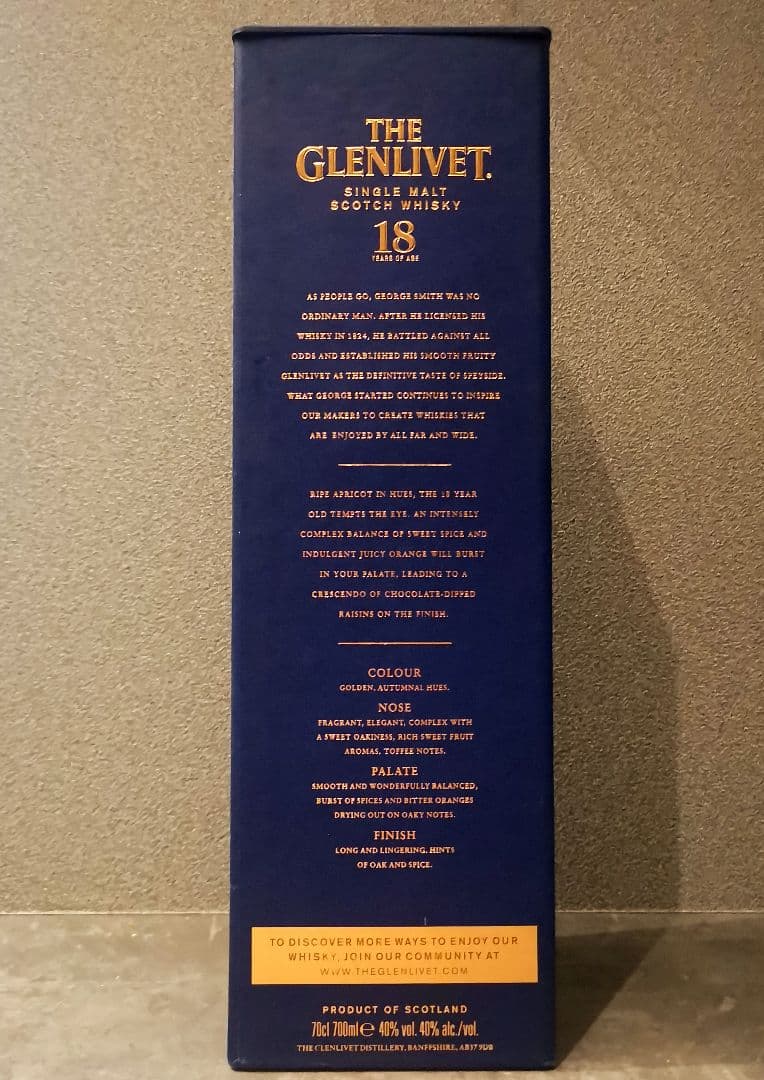 THE
GLENLIVET.
SINGLE MALT
SCOTCH WHISKY
18
YEARS OF AGE
AS PEOPLE GO, GEORGE SMITH WAS NO
ORDINARY MAN. AFTER HE LICENSED HIS
WHISKY IN 1824, HE BATTLED AGAINST ALL
ODDS AND ESTABLISHED HIS SMOOTH FRUITY
GLENLIVET AS THE DEFINITIVE TASTE OF SPEYSIDE.
WHAT GEORGE STARTED CONTINUES TO INSPIRE
OUR MAKERS TO CREATE WHISKIES THAT
ARE ENJOYED BY ALL FAR AND WIDE.
RIPE APRICOT IN HUES, THE 18 YEAR
OLD TEMPTS THE EYE. AN INTENSELY
COMPLEX BALANCE OF SWEET SPICE AND
INDULGENT JUICY ORANGE WILL BURST
IN YOUR PALATE, LEADING TO A
CRESCENDO OF CHOCOLATE-DIPPED
RAISINS ON THE FINISH.
COLOUR
GOLDEN, AUTUMNAL HUES.
NOSE
FRAGRANT, ELEGANT, COMPLEX WITH
A SWEET OAKINESS, RICH SWEET FRUIT
AROMAS, TOFFEE NOTES.
PALATE
SMOOTH AND WONDERFULLY BALANCED,
BURST OF SPICES AND BITTER ORANGES
DRYING OUT ON OAKY NOTES.
FINISH
LONG AND LINGERING, HINTS
OF OAK AND SPICE.
TO DISCOVER MORE WAYS TO ENJOY OUR
WHISKY, JOIN OUR COMMUNITY AT
WWW.THEGLENLIVET.COM
PRODUCT OF SCOTLAND
70cl 700ml ℮ 40% vol. 40% alc./vol.
THE GLENLIVET DISTILLERY, BANFFSHIRE, AB37 9DB